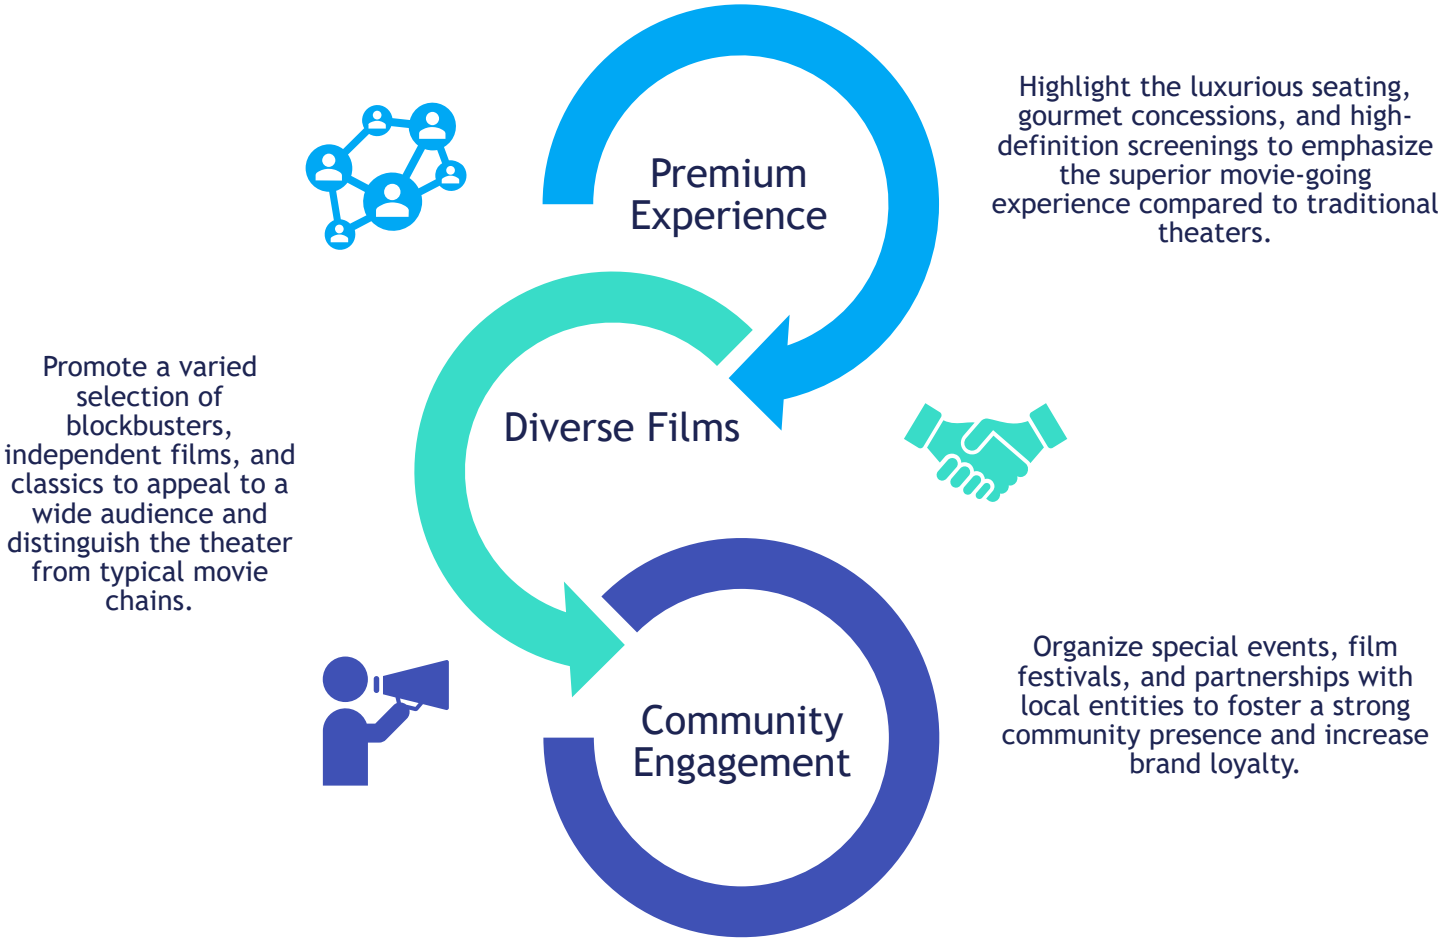 Premium
Experience
Highlight the luxurious seating,
gourmet concessions, and high-
definition screenings to emphasize
the superior movie-going
experience compared to traditional
theaters.
Diverse Films
Promote a varied
selection of
blockbusters,
independent films, and
classics to appeal to a
wide audience and
distinguish the theater
from typical movie
chains.
Community
Engagement
Organize special events, film
festivals, and partnerships with
local entities to foster a strong
community presence and increase
brand loyalty.